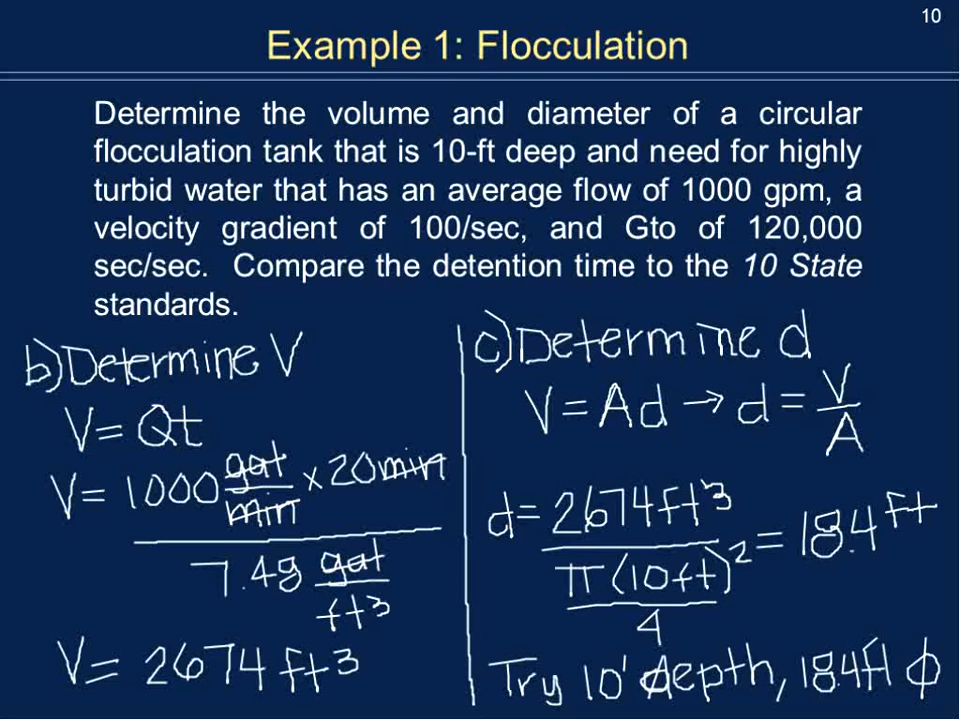 10
Example 1: Flocculation
Determine the volume and diameter of a circular
flocculation tank that is 10-ft deep and need for highly
turbid water that has an average flow of 1000 gpm, a
velocity gradient of 100/sec, and Gto of 120,000
sec/sec. Compare the detention time to the 10 State
standards.
b) Determine V
V = Qt
V = 1000 gal/min x 20 min
7.48 gal/ft3
V = 2674 ft3
c) Determine d
V = Ad → d = V/A
d = 2674 ft3 / (π(10ft)2 / 4) = 18.4 ft
Try 10' depth, 18.4ft ϕ